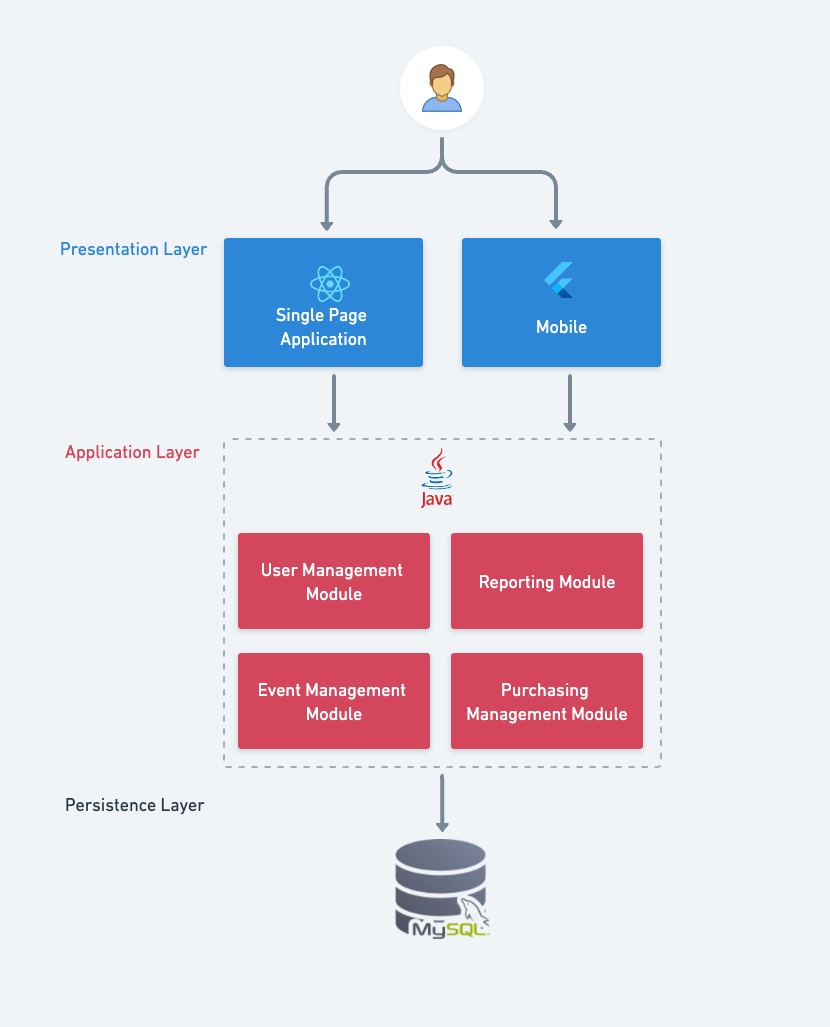 Presentation Layer
Single Page
Application
Mobile
Application Layer
Java
User Management
Module
Reporting Module
Event Management
Module
Purchasing
Management Module
Persistence Layer
MySQL